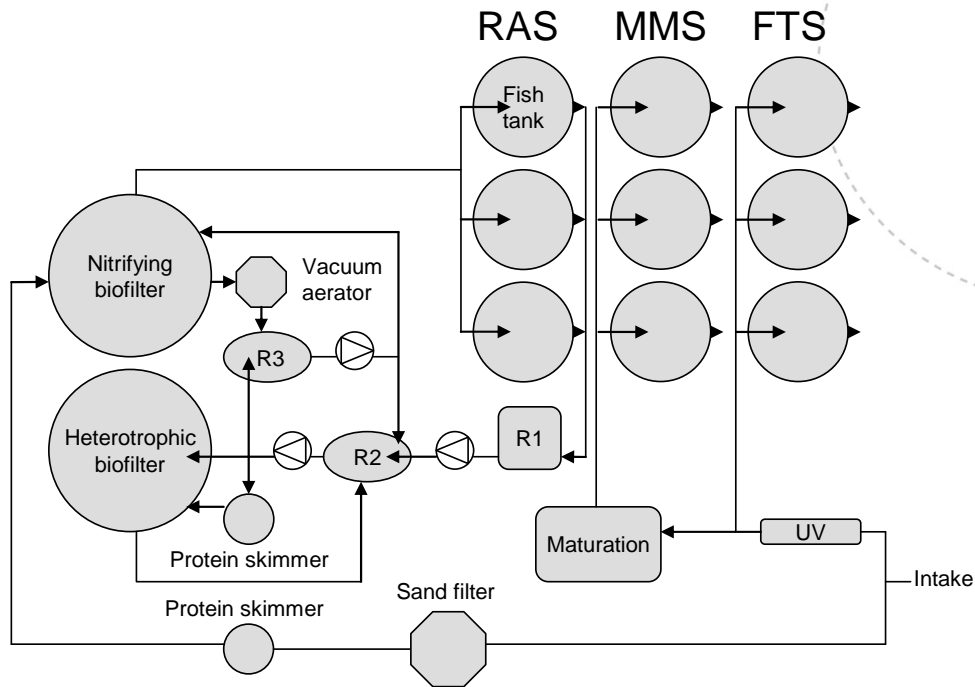 RAS MMS FTS
Fish
tank
Nitrifying
biofilter
Vacuum
aerator
R3
Heterotrophic
biofilter
R2
R1
Protein skimmer
Maturation
UV
Intake
Protein skimmer
Sand filter